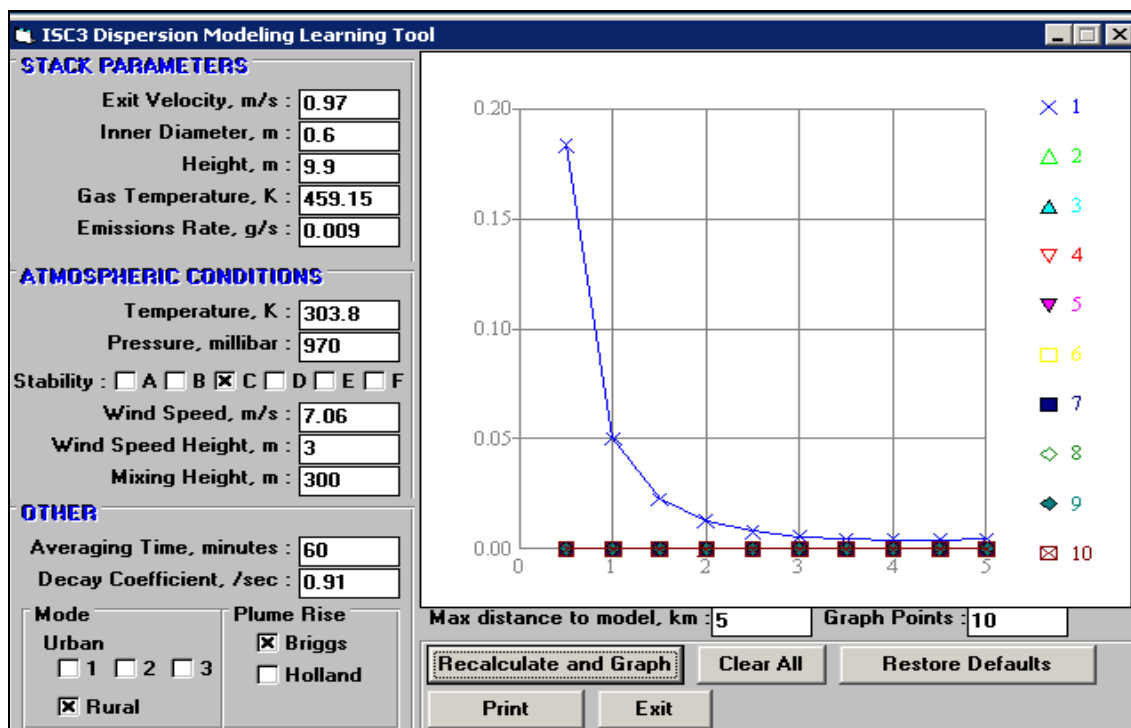 ISC3 Dispersion Modeling Learning Tool
STACK PARAMETERS
Exit Velocity, m/s : 0.97
Inner Diameter, m : 0.6
Height, m : 9.9
Gas Temperature, K : 459.15
Emissions Rate, g/s : 0.009
ATMOSPHERIC CONDITIONS
Temperature, K : 303.8
Pressure, millibar : 970
Stability : A B C D E F
Wind Speed, m/s : 7.06
Wind Speed Height, m : 3
Mixing Height, m : 300
OTHER
Averaging Time, minutes : 60
Decay Coefficient, /sec : 0.91
Mode
Urban
1 2 3
Rural
Plume Rise
Briggs
Holland
0.20
0.15
0.10
0.05
0.00
0 1 2 3 4 5
1
2
3
4
5
6
7
8
9
10
Max distance to model, km : 5 Graph Points : 10
Recalculate and Graph Clear All Restore Defaults
Print Exit